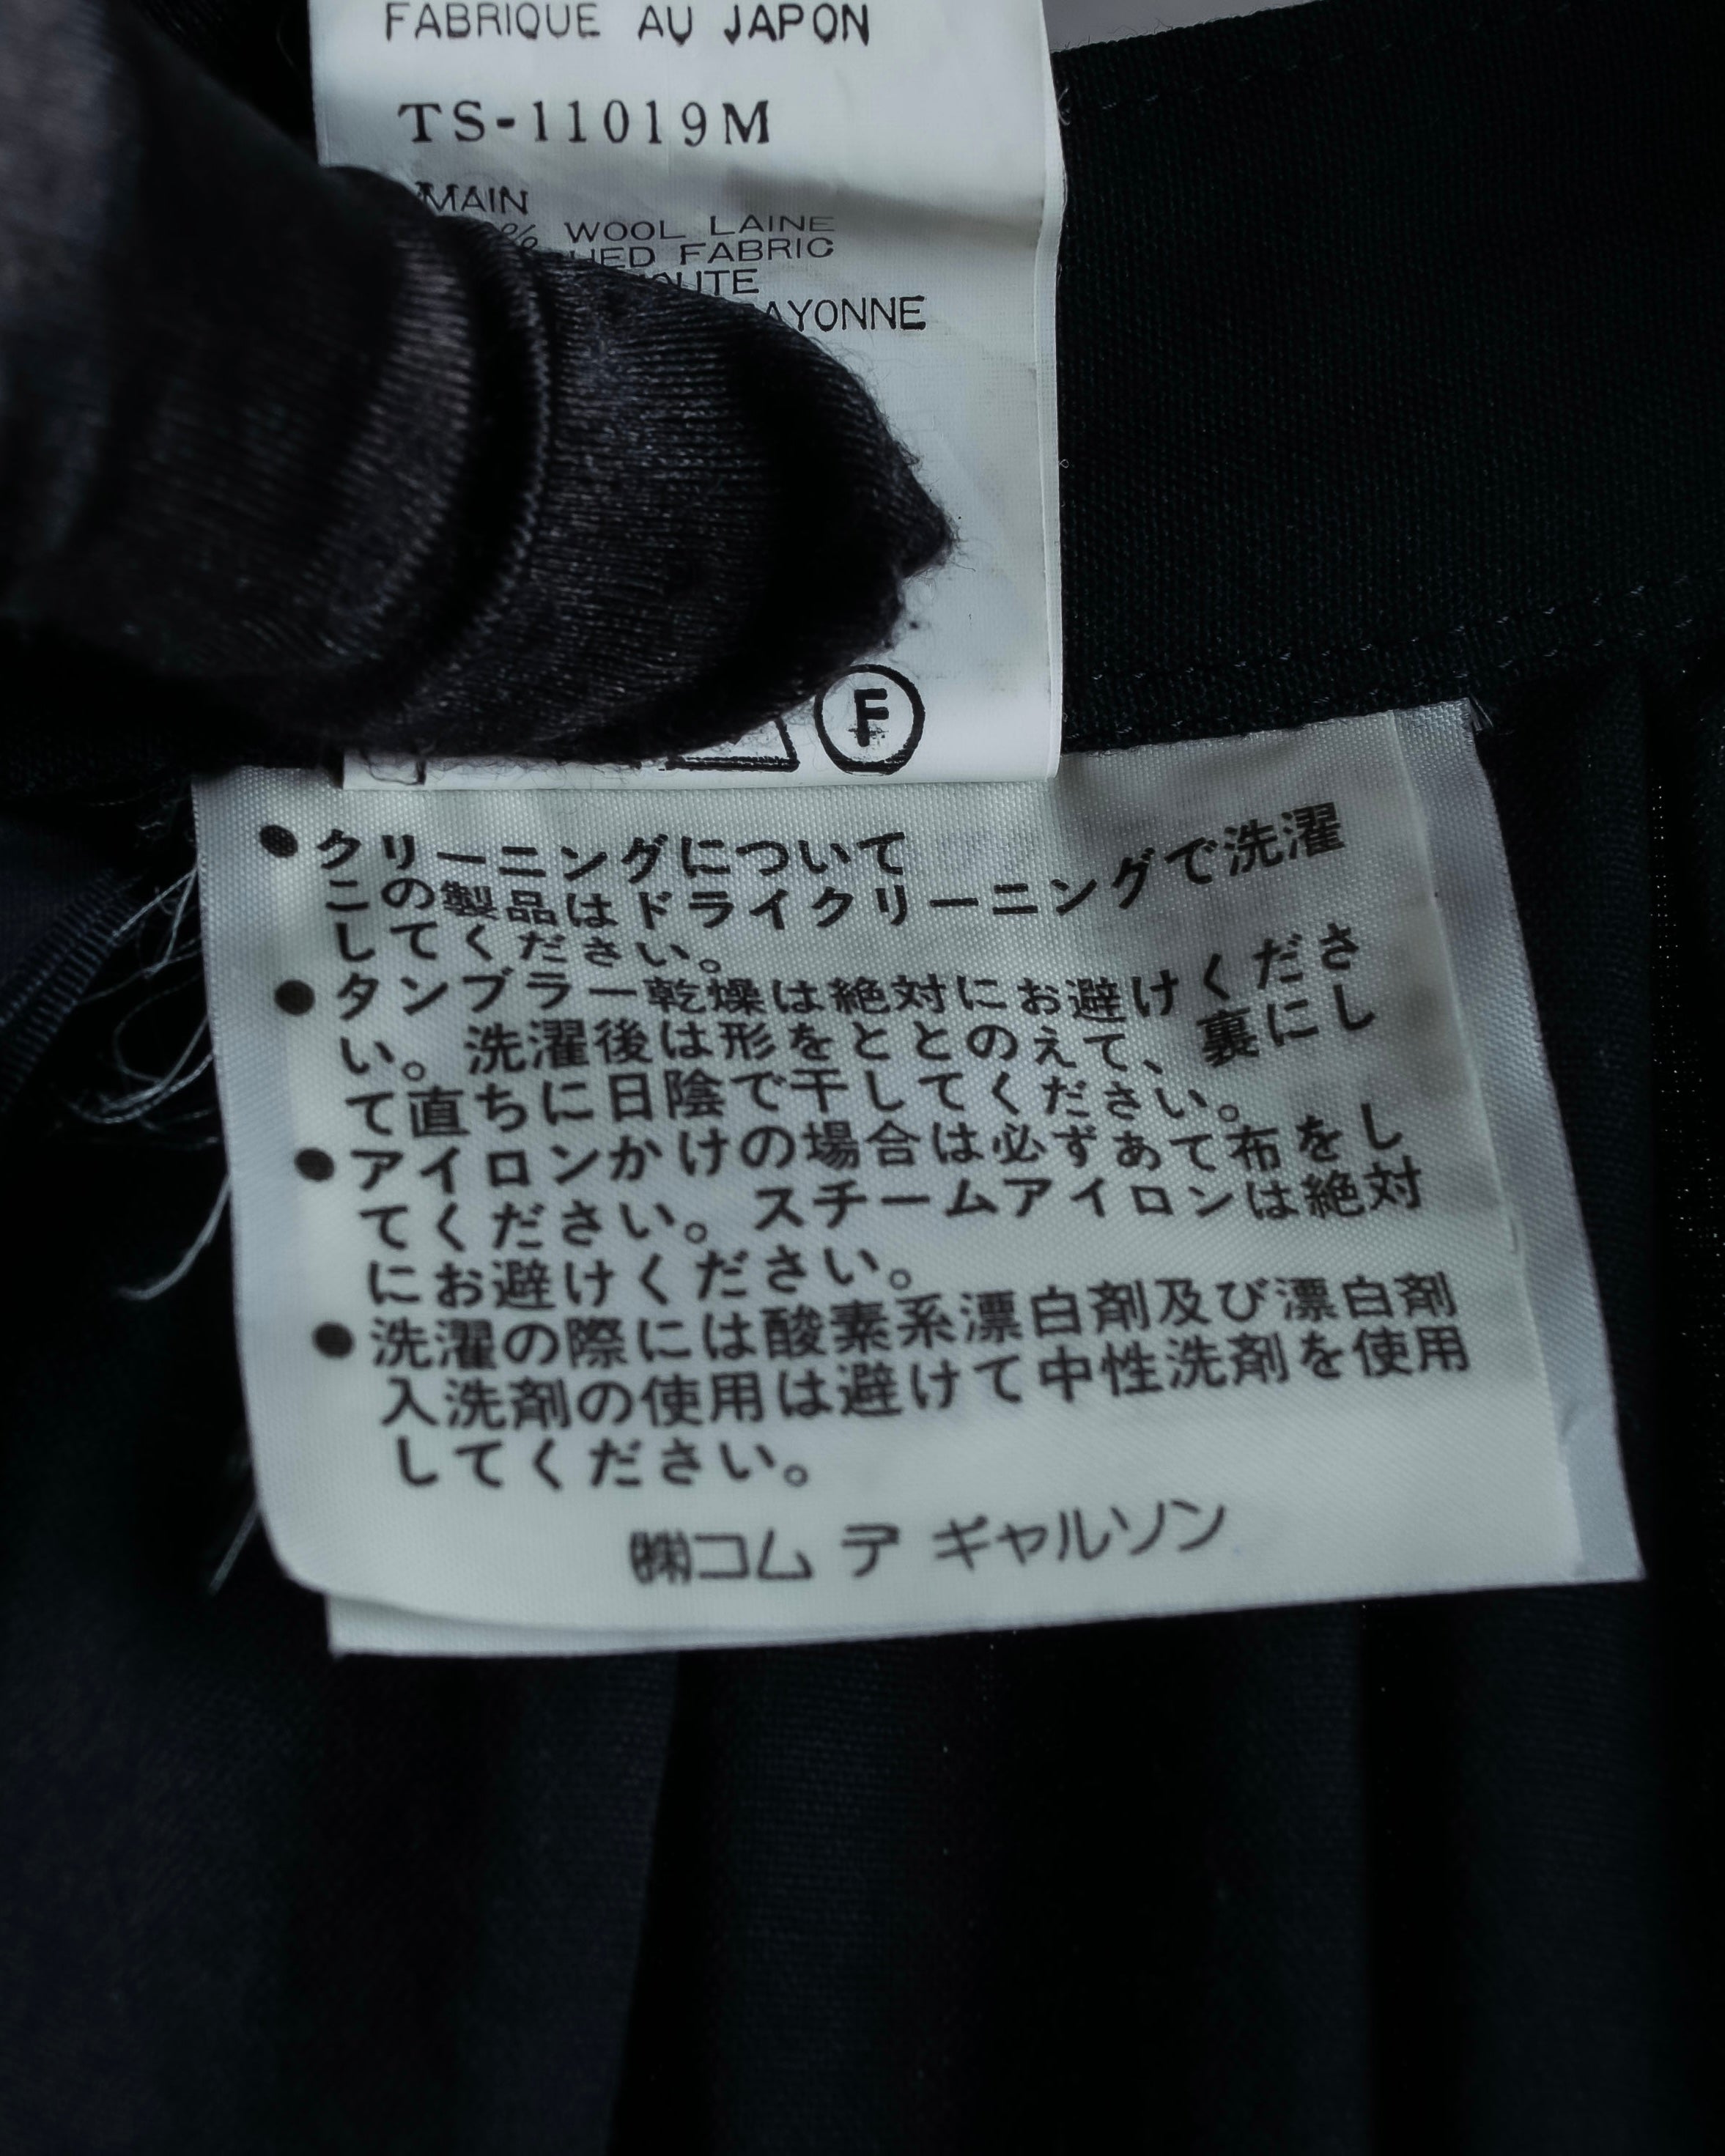 FABRIQUE AU JAPON
TS-11019M
MAIN
% WOOL LAINE
FABRIC
F
● クリーニングについて
この製品はドライクリーニングで洗濯
してください。
● タンブラー乾燥は絶対にお避けくださ
い。洗濯後は形をととのえて、裏にし
て直ちに日陰で干してください。
● アイロンかけの場合は必ずあて布をし
てください。スチームアイロンは絶対
にお避けください。
● 洗濯の際には酸素系漂白剤及び漂白剤
入洗剤の使用は避けて中性洗剤を使用
してください。
㈱コム デ ギャルソン